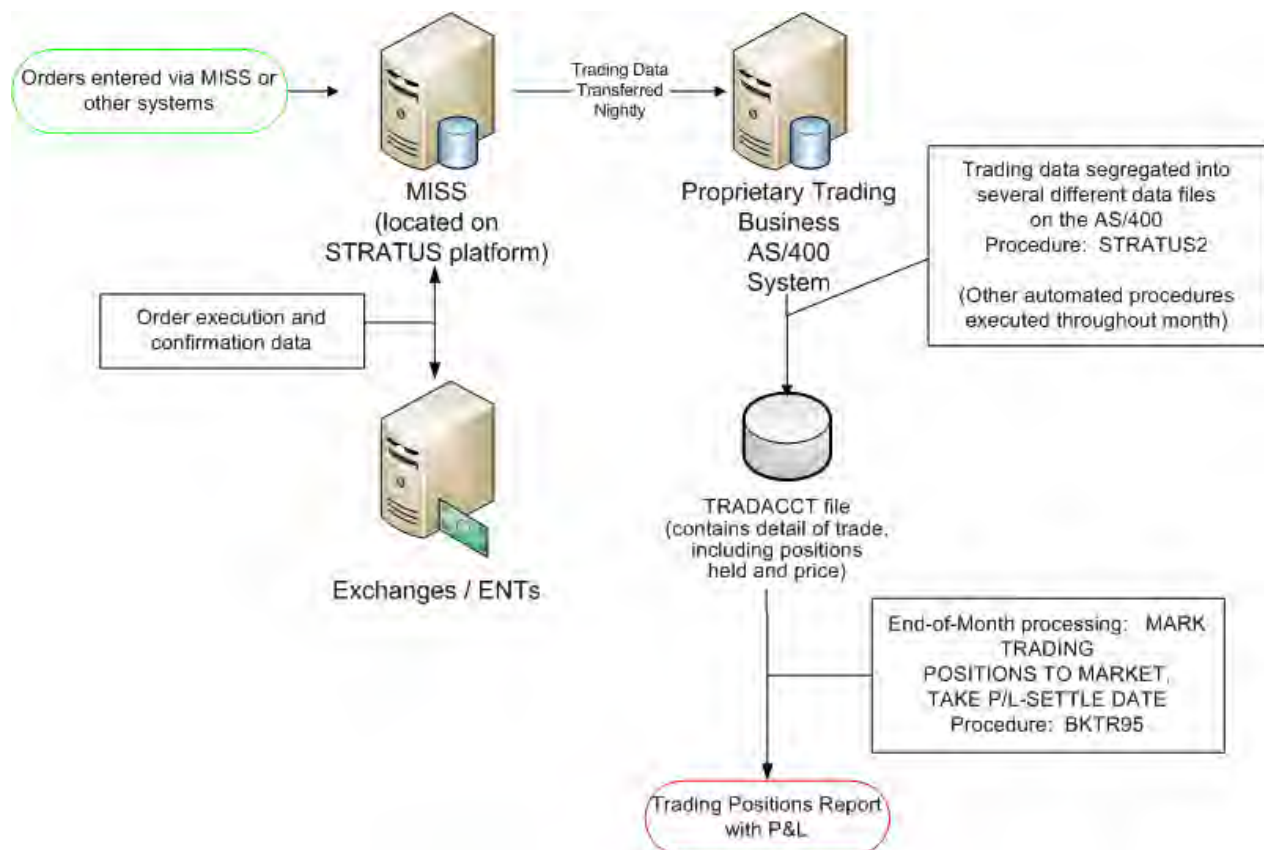 Orders entered via MISS or
other systems
Trading Data
Transferred
Nightly
MISS
(located on
STRATUS platform)
Proprietary Trading
Business
AS/400
System
Trading data segregated into
several different data files
on the AS/400
Procedure: STRATUS2
(Other automated procedures
executed throughout month)
Order execution and
confirmation data
Exchanges / ENTs
TRADACCT file
(contains detail of trade,
including positions
held and price)
End-of-Month processing: MARK
TRADING
POSITIONS TO MARKET,
TAKE P/L-SETTLE DATE
Procedure: BKTR95
Trading Positions Report
with P&L